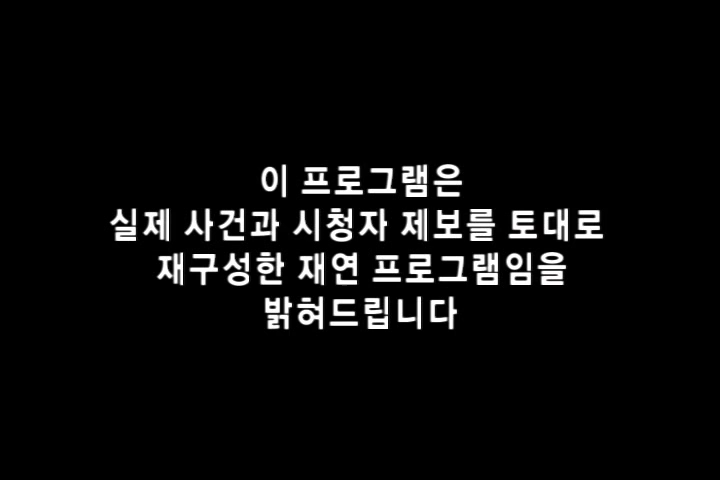 이 프로그램은
실제 사건과 시청자 제보를 토대로
재구성한 재연 프로그램임을
밝혀드립니다